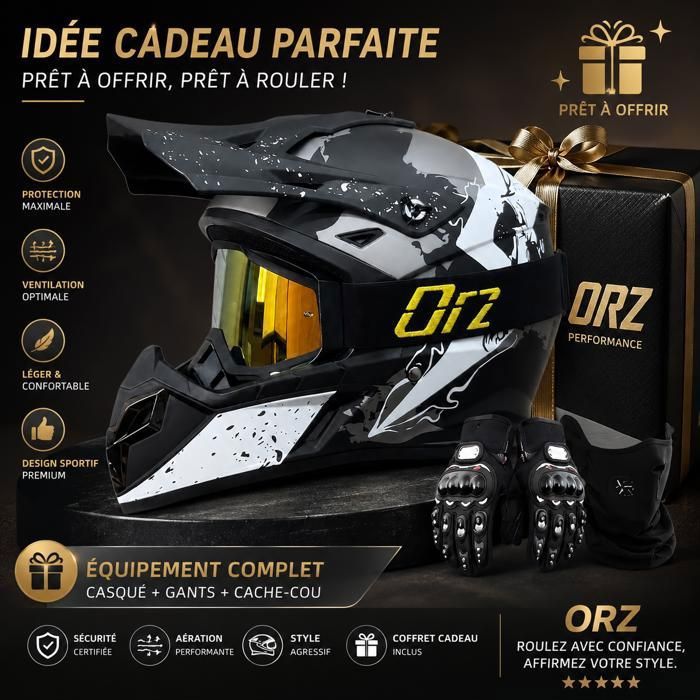 IDÉE CADEAU PARFAITE
PRÊT À OFFRIR, PRÊT À ROULER !
PRÊT À OFFRIR
PROTECTION
MAXIMALE
VENTILATION
OPTIMALE
LÉGER &
CONFORTABLE
DESIGN SPORTIF
PREMIUM
Orz
ORZ
PERFORMANCE
ÉQUIPEMENT COMPLET
CASQUÉ + GANTS + CACHE-COU
SÉCURITÉ
CERTIFIÉE
AÉRATION
PERFORMANTE
STYLE
AGRESSIF
COFFRET CADEAU
INCLUS
ORZ
ROULEZ AVEC CONFIANCE,
AFFIRMEZ VOTRE STYLE.